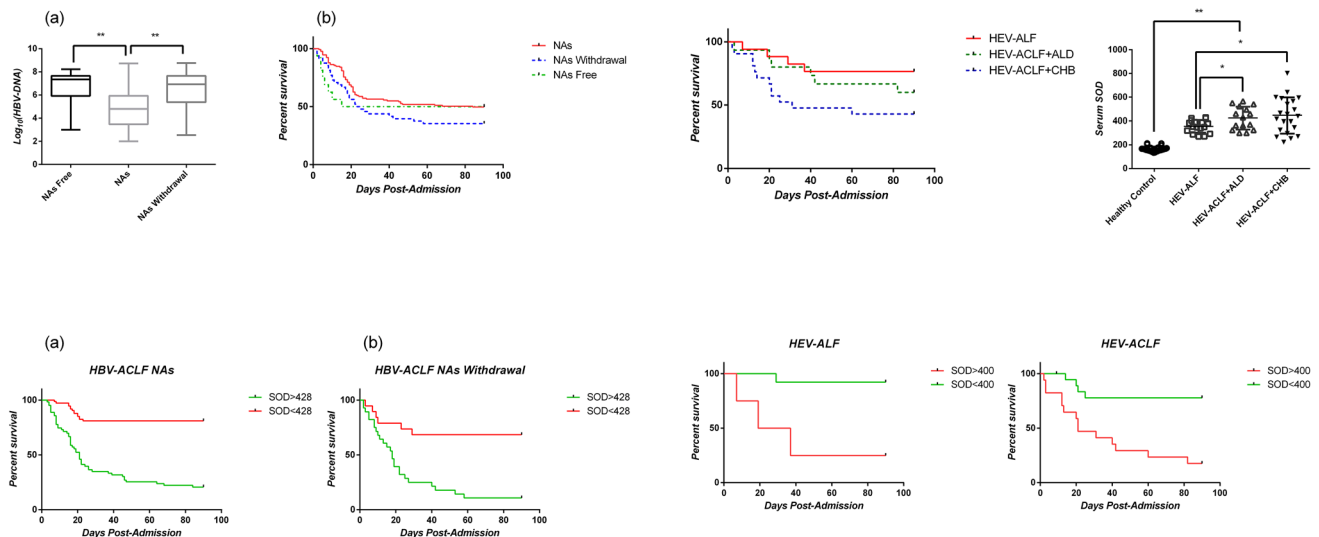 (a)
**
**
Log10(HBV-DNA)
10
8
6
4
2
0
NAs Free
NAs
NAs Withdrawal
(b)
Percent survival
100
50
0
0
20
40
60
80
100
Days Post-Admission
NAs
NAs Withdrawal
NAs Free
Percent survival
100
50
0
0
20
40
60
80
100
Days Post-Admission
HEV-ALF
HEV-ACLF+ALD
HEV-ACLF+CHB
**
*
*
Serum SOD
1000
800
600
400
200
0
Healthy Control
HEV-ALF
HEV-ACLF+ALD
HEV-ACLF+CHB
(a)
HBV-ACLF NAs
Percent survival
100
50
0
0
20
40
60
80
100
Days Post-Admission
SOD>428
SOD<428
(b)
HBV-ACLF NAs Withdrawal
Percent survival
100
50
0
0
20
40
60
80
100
Days Post-Admission
SOD>428
SOD<428
HEV-ALF
Percent survival
100
50
0
0
20
40
60
80
100
Days Post-Admission
SOD>400
SOD<400
HEV-ACLF
Percent survival
100
50
0
0
20
40
60
80
100
Days Post-Admission
SOD>400
SOD<400